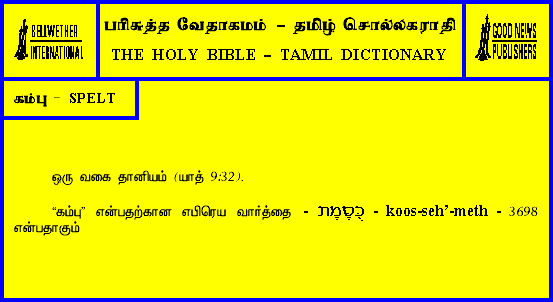 BELLWETHER
INTERNATIONAL
பரிசுத்த வேதாகமம் – தமிழ் சொல்லகராதி
THE HOLY BIBLE – TAMIL DICTIONARY
GOOD NEWS
PUBLISHERS
கம்பு – SPELT
ஒரு வகை தானியம் (யாத் 9:32).
“கம்பு” என்பதற்கான எபிரெய வார்த்தை - כֻּסֶּמֶת - koos-seh’-meth - 3698
என்பதாகும்